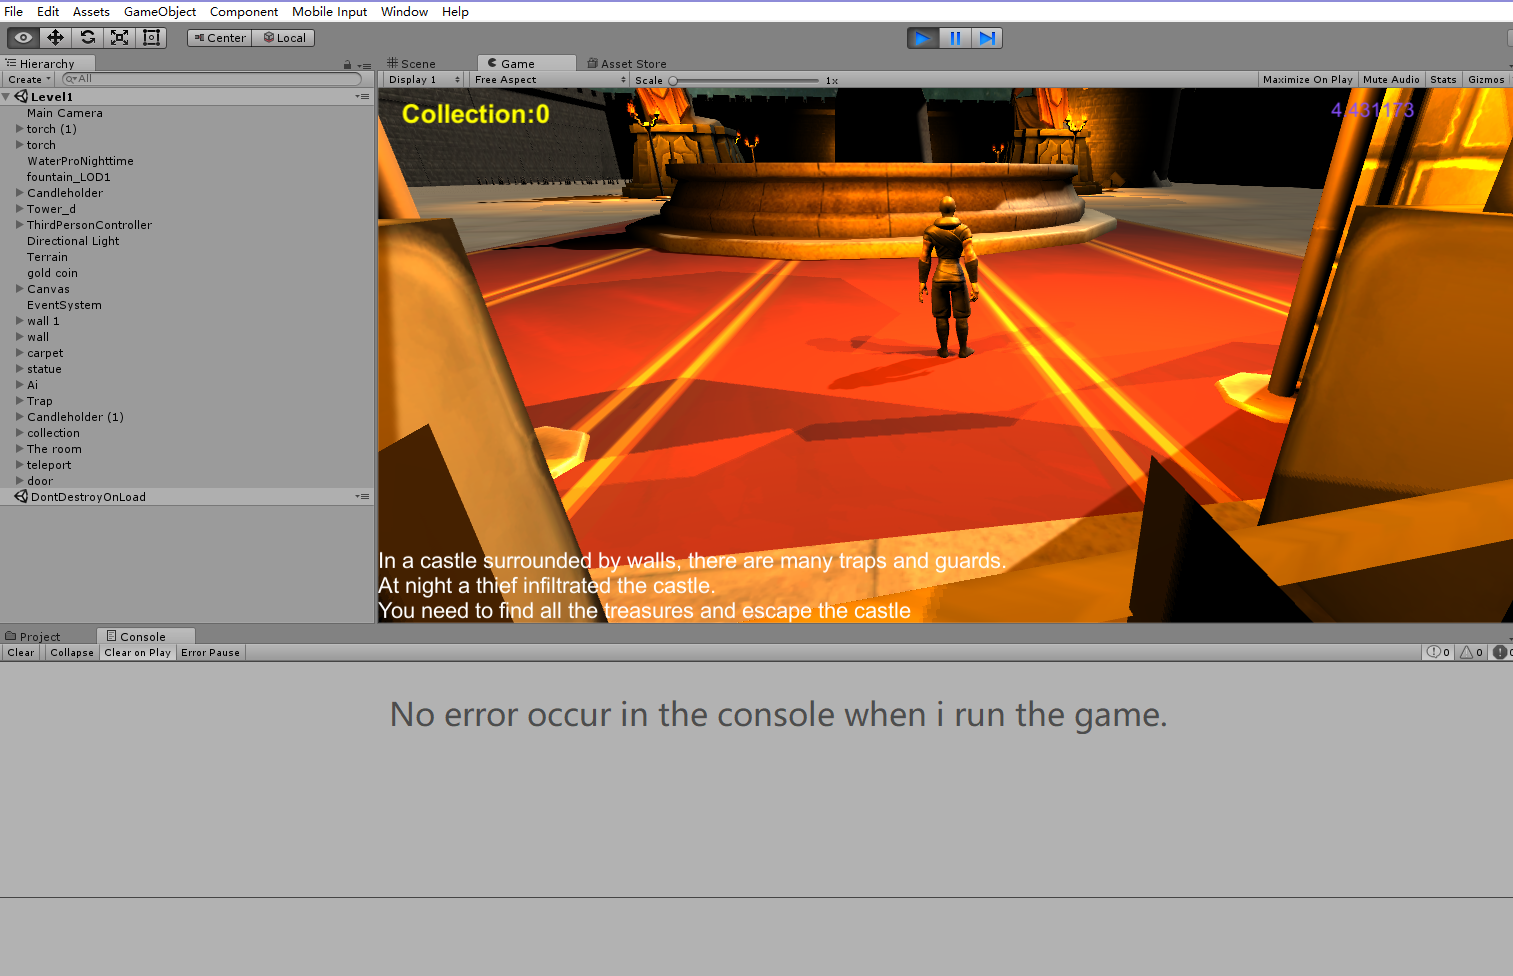 File Edit Assets GameObject Component Mobile Input Window Help
Center Local
Hierarchy
Create All
Level1
Main Camera
torch (1)
torch
WaterProNighttime
fountain_LOD1
Candleholder
Tower_d
ThirdPersonController
Directional Light
Terrain
gold coin
Canvas
EventSystem
wall 1
wall
carpet
statue
Ai
Trap
Candleholder (1)
collection
The room
teleport
door
DontDestroyOnLoad
Scene Game Asset Store
Display 1 Free Aspect Scale 1x Maximize On Play Mute Audio Stats Gizmos
Collection:0 4.431173
In a castle surrounded by walls, there are many traps and guards.
At night a thief infiltrated the castle.
You need to find all the treasures and escape the castle
Project Console
Clear Collapse Clear on Play Error Pause 0 0 0
No error occur in the console when i run the game.